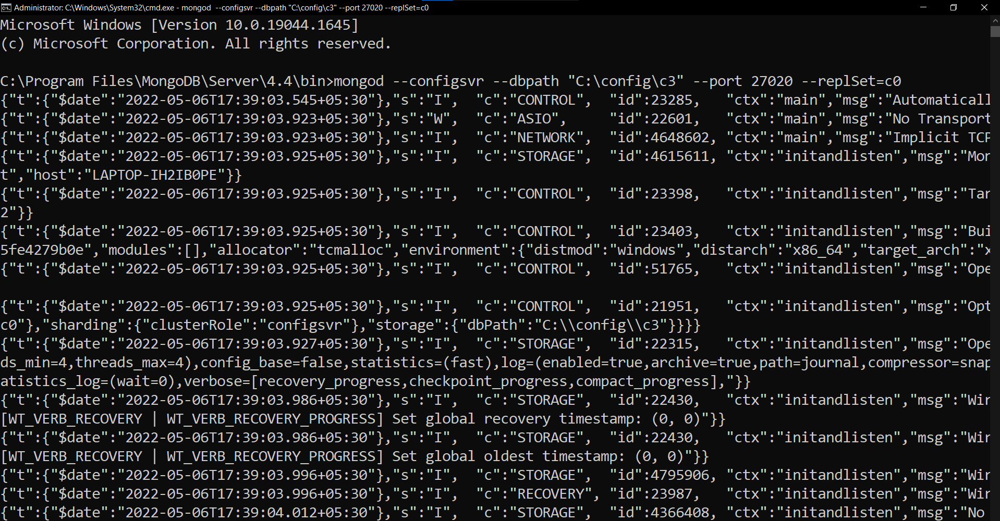 Administrator: C:\Windows\System32\cmd.exe - mongod  --configsvr --dbpath "C:\config\c3" --port 27020 --replSet=c0
Microsoft Windows [Version 10.0.19044.1645]
(c) Microsoft Corporation. All rights reserved.
C:\Program Files\MongoDB\Server\4.4\bin>mongod --configsvr --dbpath "C:\config\c3" --port 27020 --replSet=c0
{"t":{"$date":"2022-05-06T17:39:03.545+05:30"},"s":"I",  "c":"CONTROL",  "id":23285,   "ctx":"main","msg":"Automaticall
{"t":{"$date":"2022-05-06T17:39:03.923+05:30"},"s":"W",  "c":"ASIO",     "id":22601,   "ctx":"main","msg":"No Transport
{"t":{"$date":"2022-05-06T17:39:03.923+05:30"},"s":"I",  "c":"NETWORK",  "id":4648602, "ctx":"main","msg":"Implicit TCP
{"t":{"$date":"2022-05-06T17:39:03.925+05:30"},"s":"I",  "c":"STORAGE",  "id":4615611, "ctx":"initandlisten","msg":"Mon
t","host":"LAPTOP-IH2IB0PE"}}
{"t":{"$date":"2022-05-06T17:39:03.925+05:30"},"s":"I",  "c":"CONTROL",  "id":23398,   "ctx":"initandlisten","msg":"Tar
2"}}
{"t":{"$date":"2022-05-06T17:39:03.925+05:30"},"s":"I",  "c":"CONTROL",  "id":23403,   "ctx":"initandlisten","msg":"Bui
5fe4279b0e","modules":[],"allocator":"tcmalloc","environment":{"distmod":"windows","distarch":"x86_64","target_arch":"x
{"t":{"$date":"2022-05-06T17:39:03.925+05:30"},"s":"I",  "c":"CONTROL",  "id":51765,   "ctx":"initandlisten","msg":"Ope
{"t":{"$date":"2022-05-06T17:39:03.925+05:30"},"s":"I",  "c":"CONTROL",  "id":21951,   "ctx":"initandlisten","msg":"Opt
c0"},"sharding":{"clusterRole":"configsvr"},"storage":{"dbPath":"C:\\config\\c3"}}}}
{"t":{"$date":"2022-05-06T17:39:03.927+05:30"},"s":"I",  "c":"STORAGE",  "id":22315,   "ctx":"initandlisten","msg":"Ope
ds_min=4,threads_max=4),config_base=false,statistics=(fast),log=(enabled=true,archive=true,path=journal,compressor=snap
atistics_log=(wait=0),verbose=[recovery_progress,checkpoint_progress,compact_progress],"}}
{"t":{"$date":"2022-05-06T17:39:03.986+05:30"},"s":"I",  "c":"STORAGE",  "id":22430,   "ctx":"initandlisten","msg":"Wir
[WT_VERB_RECOVERY | WT_VERB_RECOVERY_PROGRESS] Set global recovery timestamp: (0, 0)"}}
{"t":{"$date":"2022-05-06T17:39:03.986+05:30"},"s":"I",  "c":"STORAGE",  "id":22430,   "ctx":"initandlisten","msg":"Wir
[WT_VERB_RECOVERY | WT_VERB_RECOVERY_PROGRESS] Set global oldest timestamp: (0, 0)"}}
{"t":{"$date":"2022-05-06T17:39:03.996+05:30"},"s":"I",  "c":"STORAGE",  "id":4795906, "ctx":"initandlisten","msg":"Wir
{"t":{"$date":"2022-05-06T17:39:03.996+05:30"},"s":"I",  "c":"RECOVERY", "id":23987,   "ctx":"initandlisten","msg":"Wir
{"t":{"$date":"2022-05-06T17:39:04.012+05:30"},"s":"I",  "c":"STORAGE",  "id":4366408, "ctx":"initandlisten","msg":"No